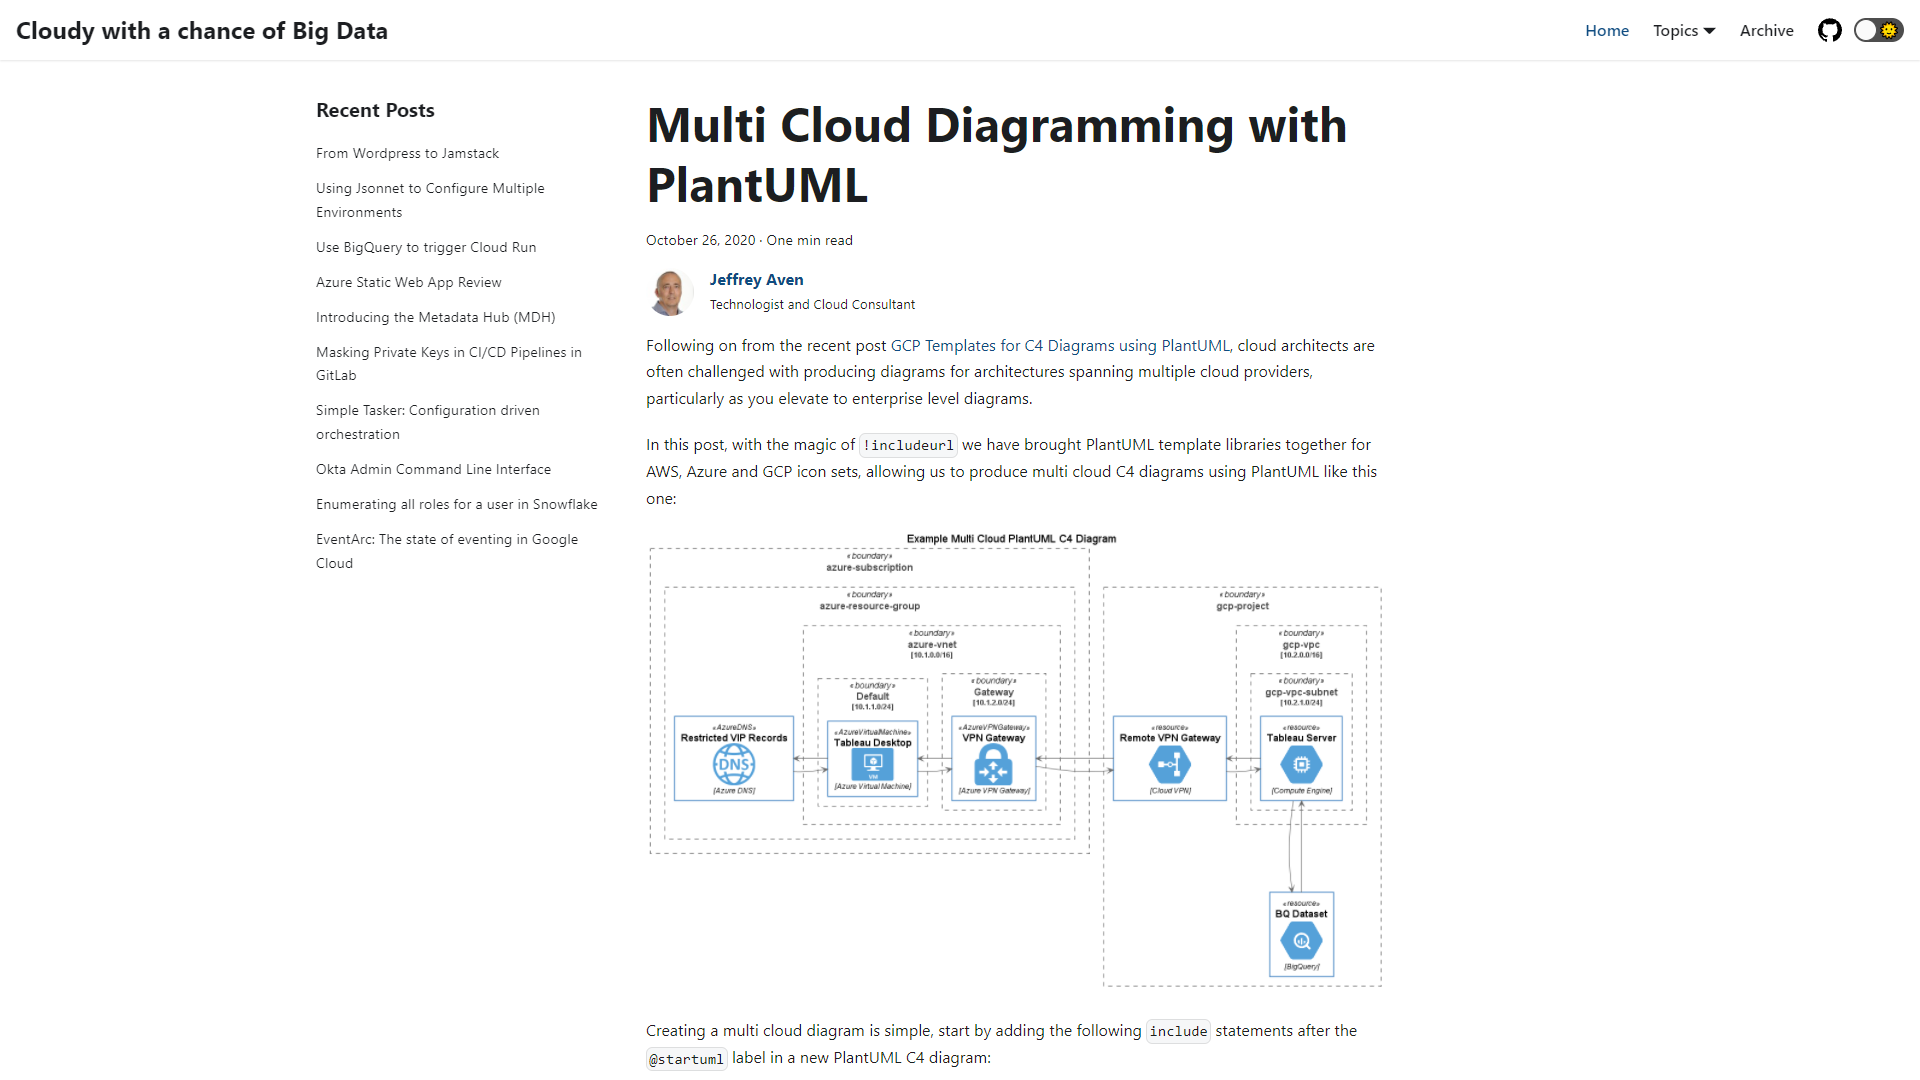 Cloudy with a chance of Big Data
Home
Topics
Archive
Recent Posts
From Wordpress to Jamstack
Using Jsonnet to Configure Multiple
Environments
Use BigQuery to trigger Cloud Run
Azure Static Web App Review
Introducing the Metadata Hub (MDH)
Masking Private Keys in CI/CD Pipelines in
GitLab
Simple Tasker: Configuration driven
orchestration
Okta Admin Command Line Interface
Enumerating all roles for a user in Snowflake
EventArc: The state of eventing in Google
Cloud
Multi Cloud Diagramming with
PlantUML
October 26, 2020 · One min read
Jeffrey Aven
Technologist and Cloud Consultant
Following on from the recent post GCP Templates for C4 Diagrams using PlantUML, cloud architects are
often challenged with producing diagrams for architectures spanning multiple cloud providers,
particularly as you elevate to enterprise level diagrams.
In this post, with the magic of !includeurl we have brought PlantUML template libraries together for
AWS, Azure and GCP icon sets, allowing us to produce multi cloud C4 diagrams using PlantUML like this
one:
Example Multi Cloud PlantUML C4 Diagram
«boundary»
azure-subscription
«boundary»
azure-resource-group
«boundary»
azure-vnet
[10.1.0.0/16]
«boundary»
Default
[10.1.1.0/24]
«boundary»
Gateway
[10.1.2.0/24]
«AzureDNS»
Restricted VIP Records
DNS
[Azure DNS]
«AzureVirtualMachine»
Tableau Desktop
VM
[Azure Virtual Machine]
«AzureVPNGateway»
VPN Gateway
[Azure VPN Gateway]
«boundary»
gcp-project
«boundary»
gcp-vpc
[10.2.0.0/16]
«boundary»
gcp-vpc-subnet
[10.2.1.0/24]
«resource»
Remote VPN Gateway
[Cloud VPN]
«resource»
Tableau Server
[Compute Engine]
«resource»
BQ Dataset
[BigQuery]
Creating a multi cloud diagram is simple, start by adding the following include statements after the
@startuml label in a new PlantUML C4 diagram: